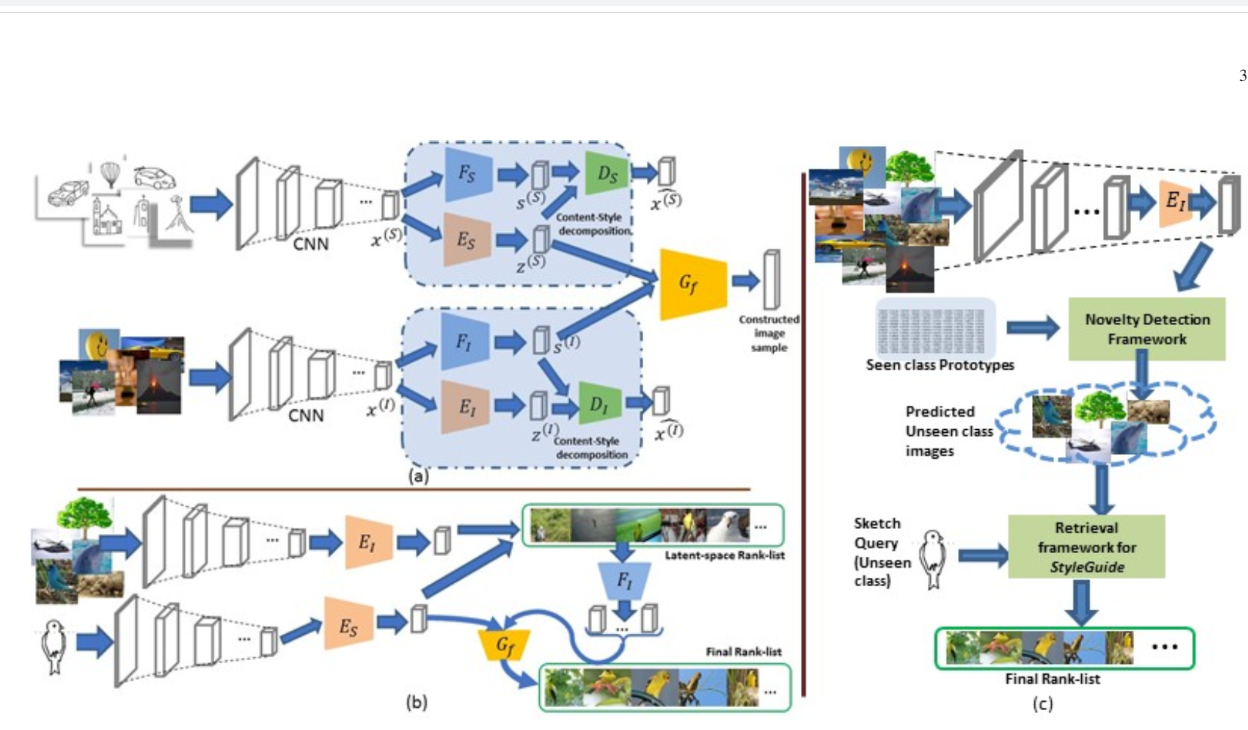 3
F_S
s^(S)
D_S
x̂^(S)
Content-Style
decomposition
E_S
z^(S)
x^(S)
CNN
G_f
Constructed
image
sample
F_I
s^(I)
E_I
z^(I)
D_I
x̂^(I)
Content-Style
decomposition
x^(I)
CNN
(a)
E_I
Latent-space Rank-list
F_I
E_S
G_f
Final Rank-list
(b)
E_I
Novelty Detection
Framework
Seen class Prototypes
Predicted
Unseen class
images
Sketch
Query
(Unseen
class)
Retrieval
framework for
StyleGuide
Final Rank-list
(c)